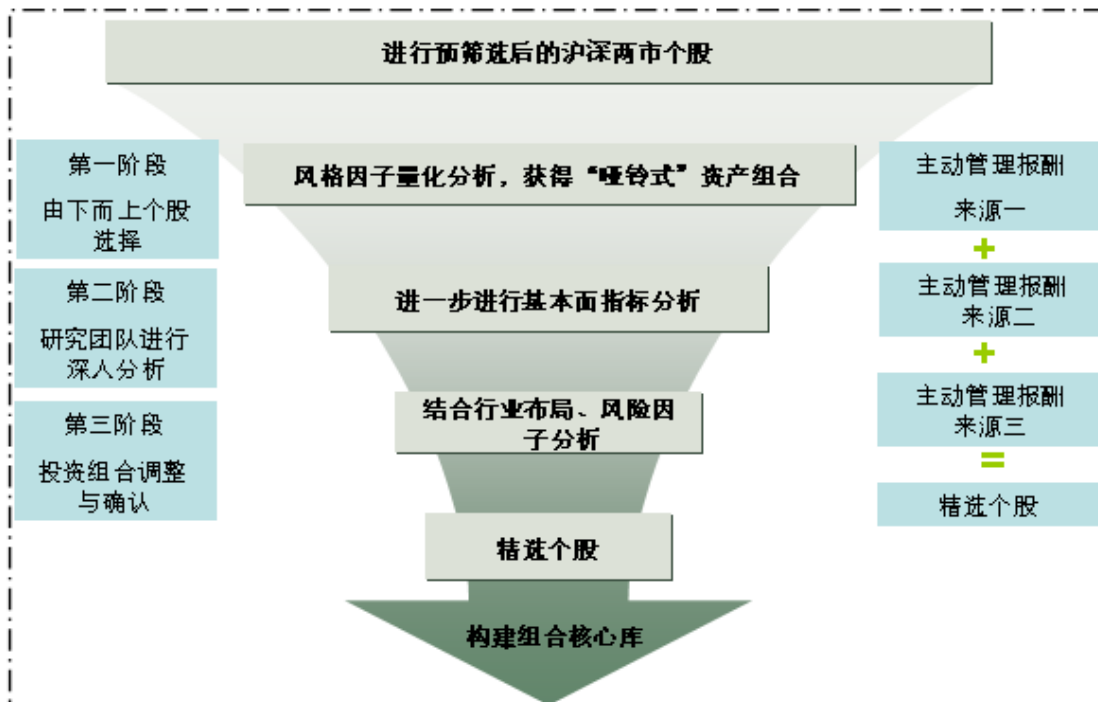 进行预筛选后的沪深两市个股
第一阶段
由下而上个股
选择
风格因子量化分析，获得“哑铃式”资产组合
主动管理报酬
来源一
+
第二阶段
研究团队进行
深人分析
进一步进行基本面指标分析
主动管理报酬
来源二
+
第三阶段
投资组合调整
与确认
结合行业布局、风险因
子分析
主动管理报酬
来源三
=
精选个股
精选个股
构建组合核心库